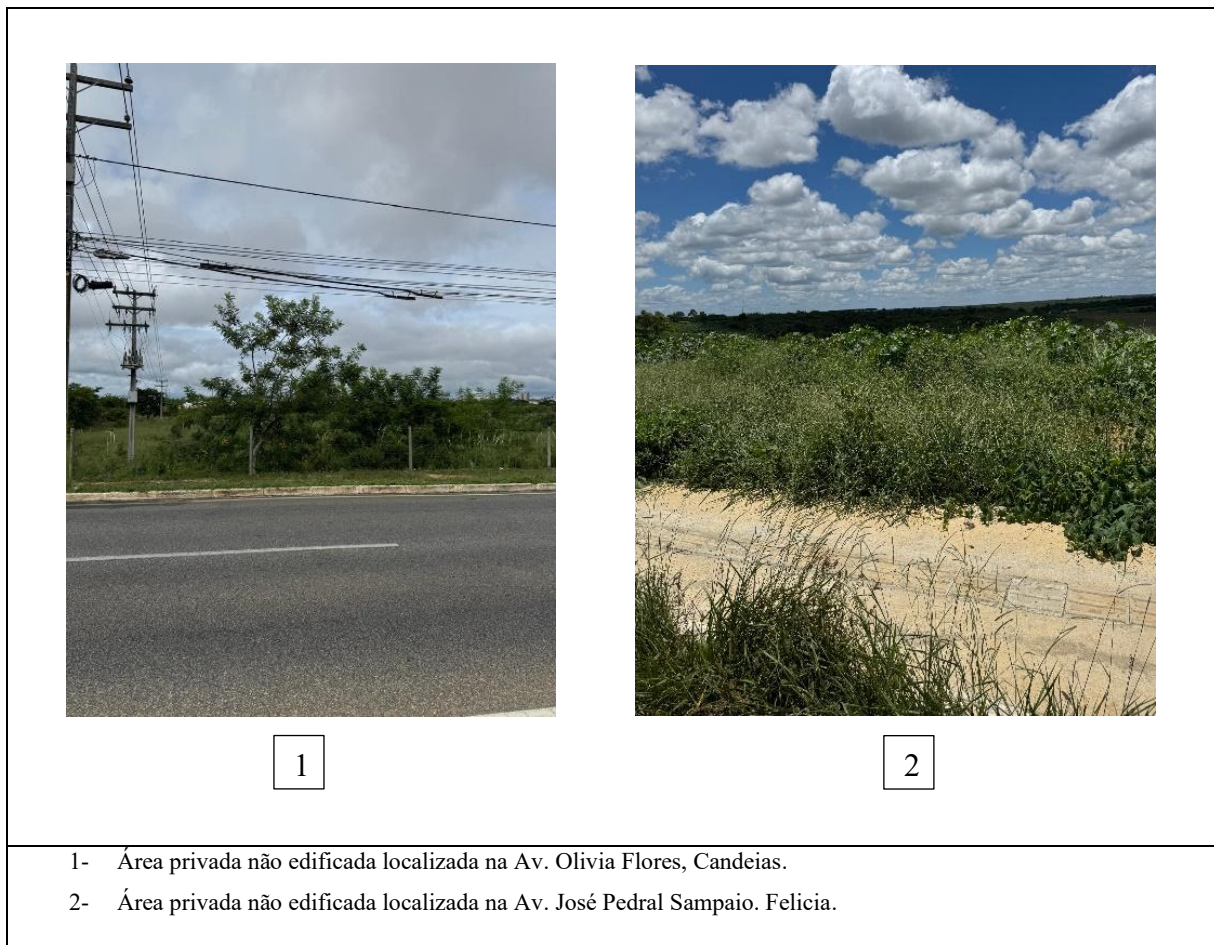 1
2
1- Área privada não edificada localizada na Av. Olivia Flores, Candeias.
2- Área privada não edificada localizada na Av. José Pedral Sampaio. Felicia.